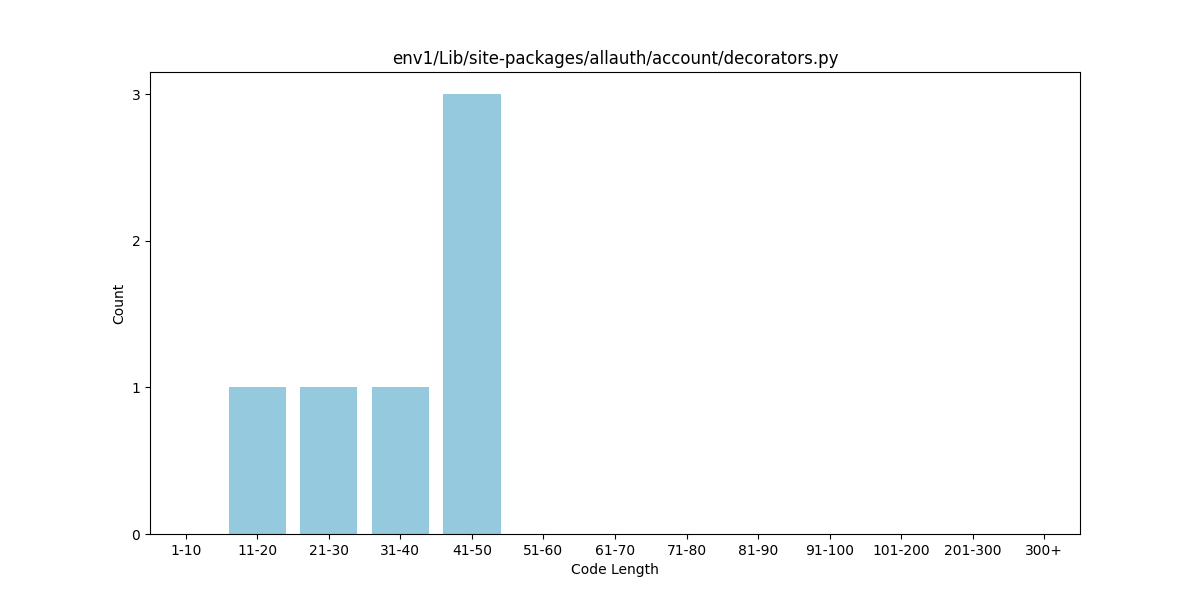 env1/Lib/site-packages/allauth/account/decorators.py
3
2
1
0
Count
1-10 11-20 21-30 31-40 41-50 51-60 61-70 71-80 81-90 91-100 101-200 201-300 300+
Code Length